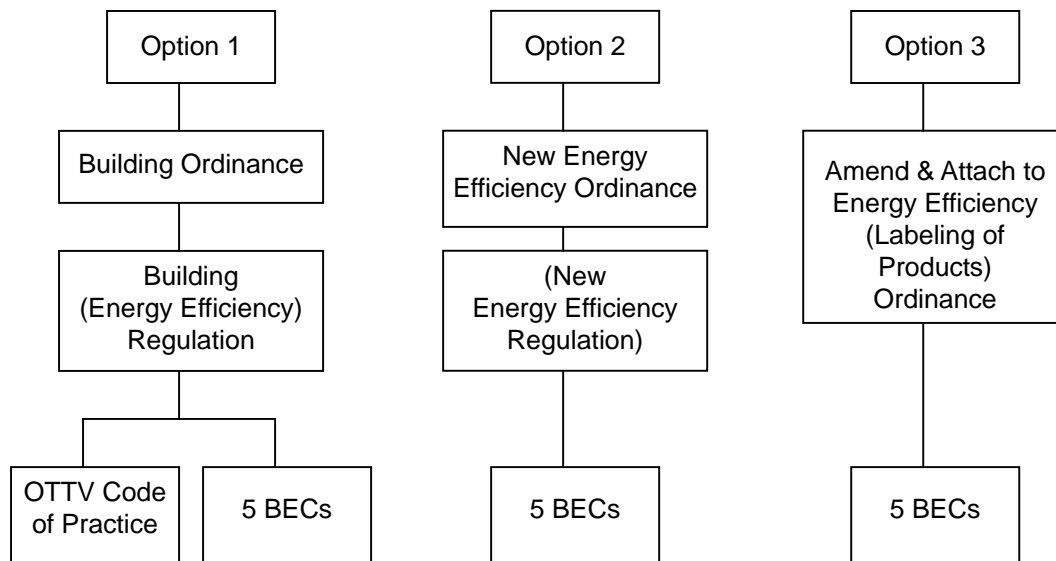 Option 1
Building Ordinance
Building
(Energy Efficiency)
Regulation
OTTV Code
of Practice
5 BECs
Option 2
New Energy
Efficiency Ordinance
(New
Energy Efficiency
Regulation)
5 BECs
Option 3
Amend & Attach to
Energy Efficiency
(Labeling of
Products)
Ordinance
5 BECs